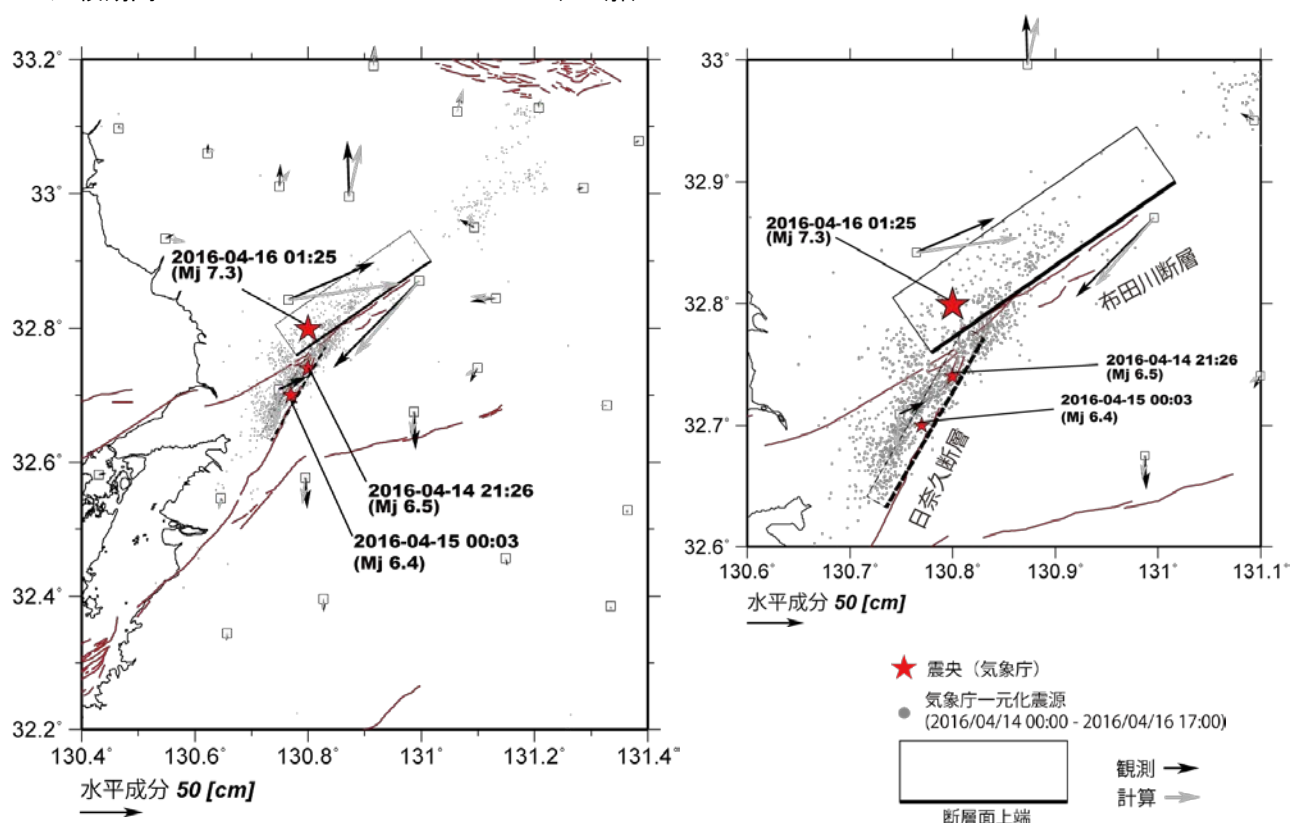 33.2°
33°
32.8°
32.6°
32.4°
32.2°
130.4
130.6°
130.8°
131°
131.2°
131.4°
2016-04-16 01:25
(Mj 7.3)
2016-04-14 21:26
(Mj 6.5)
2016-04-15 00:03
(Mj 6.4)
水平成分 50 [cm]
33°
32.9°
32.8°
32.7°
32.6°
130.6°
130.7°
130.8°
130.9°
131°
131.1°
2016-04-16 01:25
(Mj 7.3)
布田川断層
2016-04-14 21:26
(Mj 6.5)
2016-04-15 00:03
(Mj 6.4)
日奈久断層
水平成分 50 [cm]
震央（気象庁）
気象庁一元化震源
(2016/04/14 00:00 - 2016/04/16 17:00)
観測
計算
断層面上端